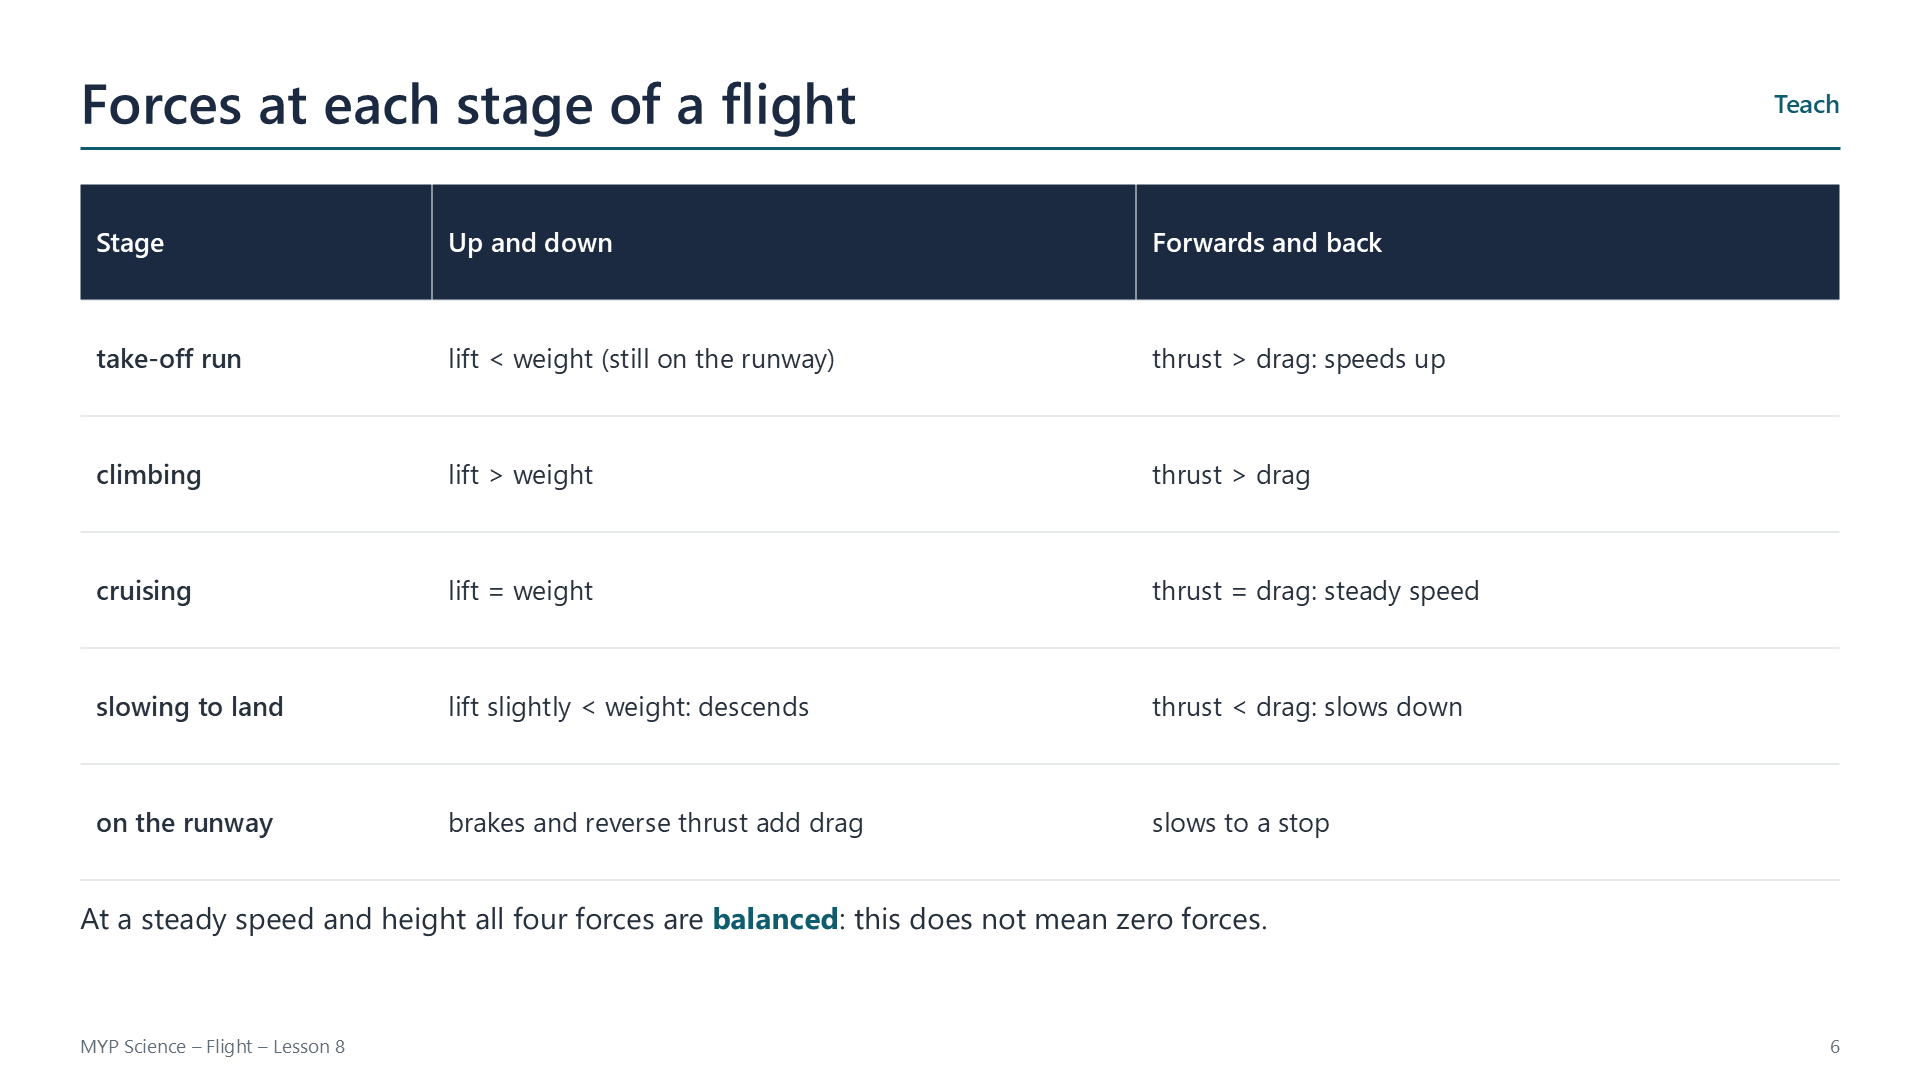 Forces at each stage of a flight
Teach
Stage Up and down Forwards and back
take-off run lift < weight (still on the runway) thrust > drag: speeds up
climbing lift > weight thrust > drag
cruising lift = weight thrust = drag: steady speed
slowing to land lift slightly < weight: descends thrust < drag: slows down
on the runway brakes and reverse thrust add drag slows to a stop
At a steady speed and height all four forces are balanced: this does not mean zero forces.
MYP Science – Flight – Lesson 8
6